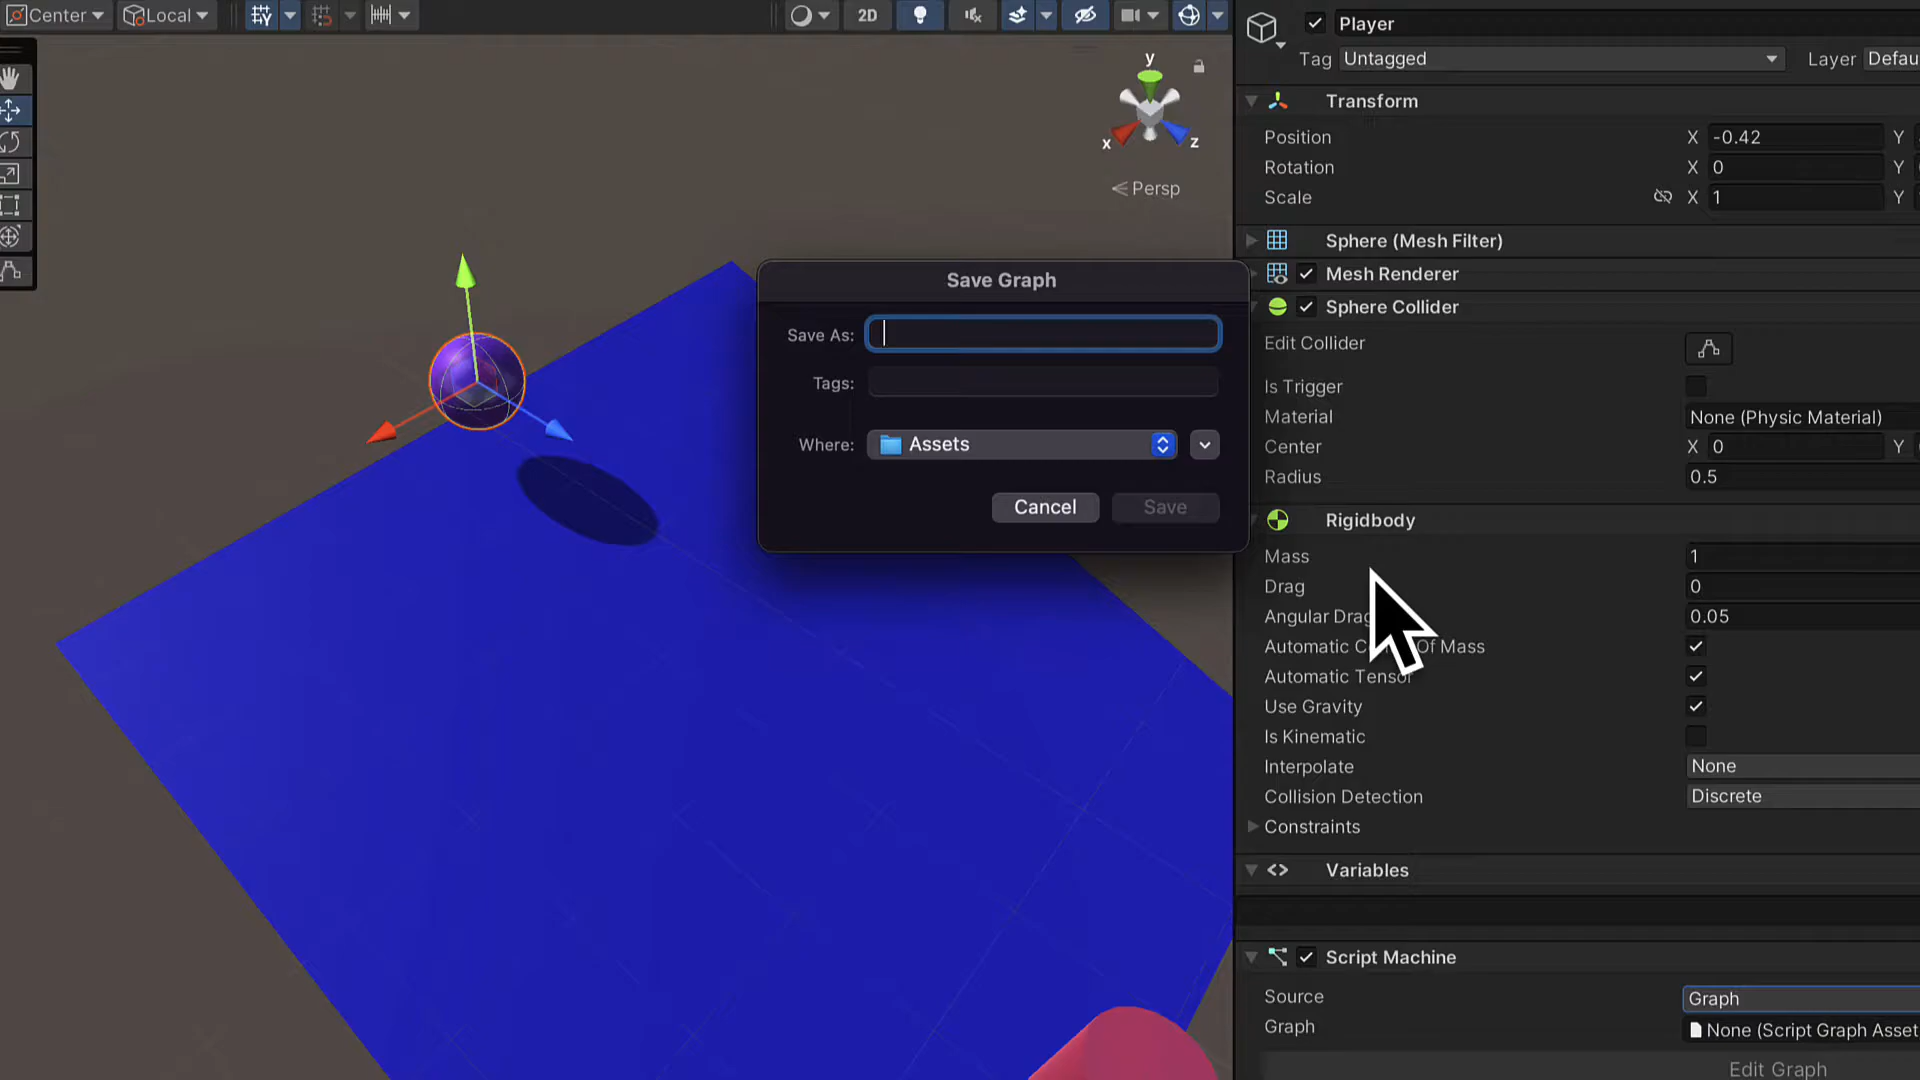 Center
Local
2D
y
x
z
Persp
Save Graph
Save As:
Tags:
Where:
Assets
Cancel
Save
Player
Tag
Untagged
Layer
Transform
Position
X
-0.42
Y
Rotation
X
0
Y
Scale
X
1
Y
Sphere (Mesh Filter)
Mesh Renderer
Sphere Collider
Edit Collider
Is Trigger
Material
None (Physic Material)
Center
X
0
Y
Radius
0.5
Rigidbody
Mass
1
Drag
0
Angular
0.05
Automatic
Of Mass
Automatic Tensor
Use Gravity
Is Kinematic
Interpolate
None
Collision Detection
Discrete
Constraints
Variables
Script Machine
Source
Graph
Graph
None (Script Graph Asset
Edit Graph